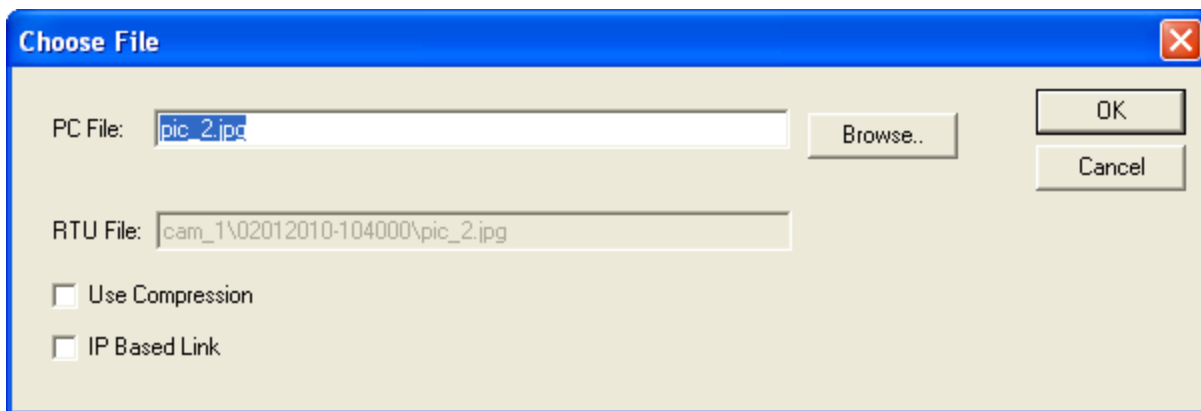 Choose File
PC File: pic_2.jpg Browse.. OK
Cancel
RTU File: cam_1\02012010-104000\pic_2.jpg
Use Compression
IP Based Link